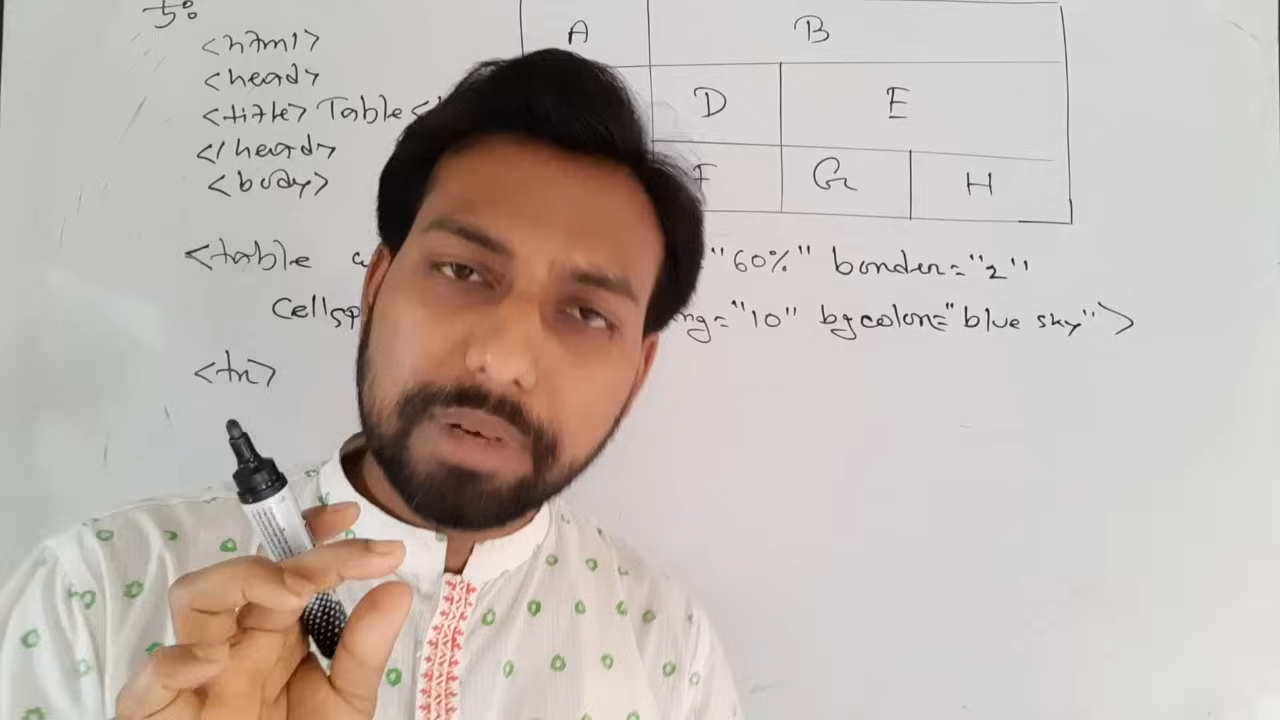 A B
<html>
<head>
<title> Table <
D E
</head>
<body>
F G H
<table "60%" border="2"
Cellsp ng="10" bgcolor="blue sky">
<tr>